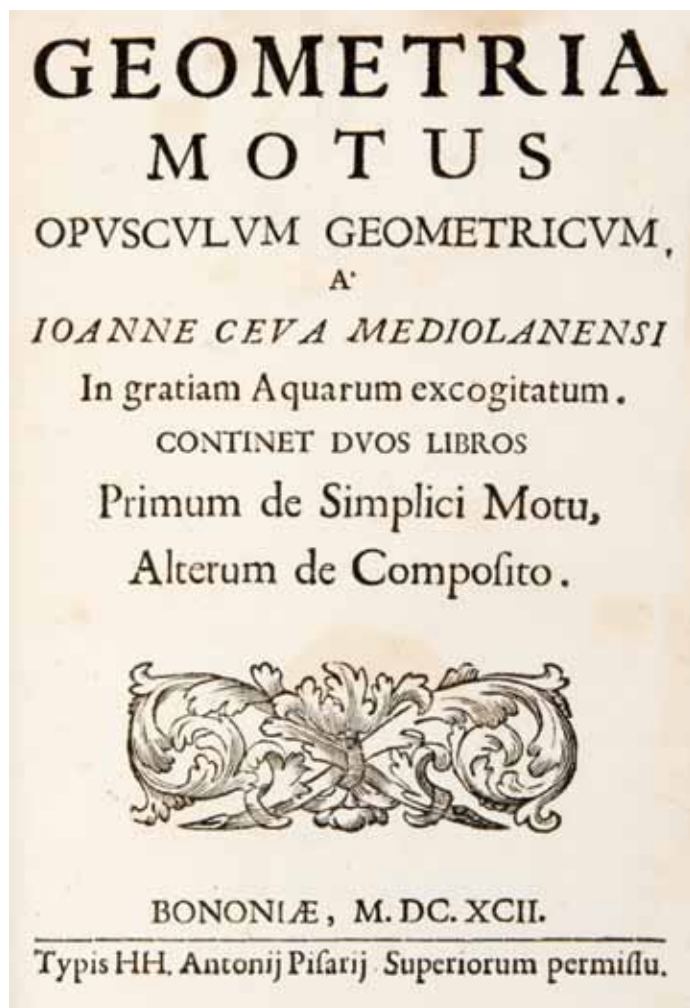 GEOMETRIA
MOTUS
OPVSCVLVM GEOMETRICVM,
A'
IOANNE CEVA MEDIOLANENSI
In gratiam Aquarum excogitatum.
CONTINET DVOS LIBROS
Primum de Simplici Motu,
Alterum de Compoſito.
BONONIÆ, M. DC. XCII.
Typis HH. Antonij Piſarij Superiorum permiſſu.